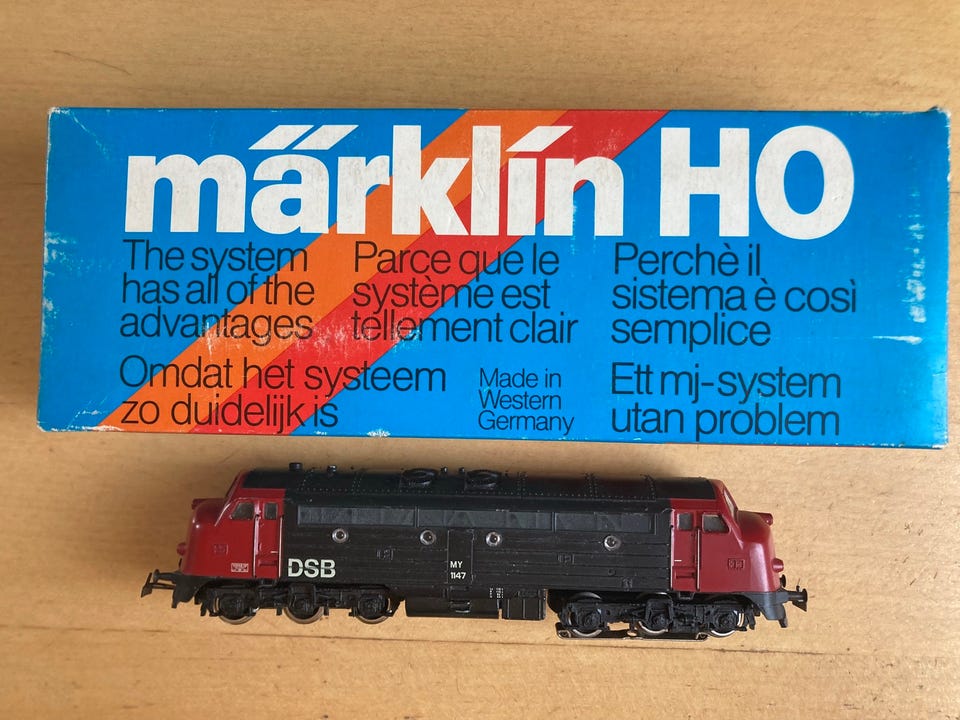 märklin HO
The system
has all of the
advantages
Parce que le
système est
tellement clair
Perchè il
sistema è così
semplice
Omdat het systeem
zo duidelijk is
Made in
Western
Germany
Ett mj-system
utan problem
DSB
MY
1147